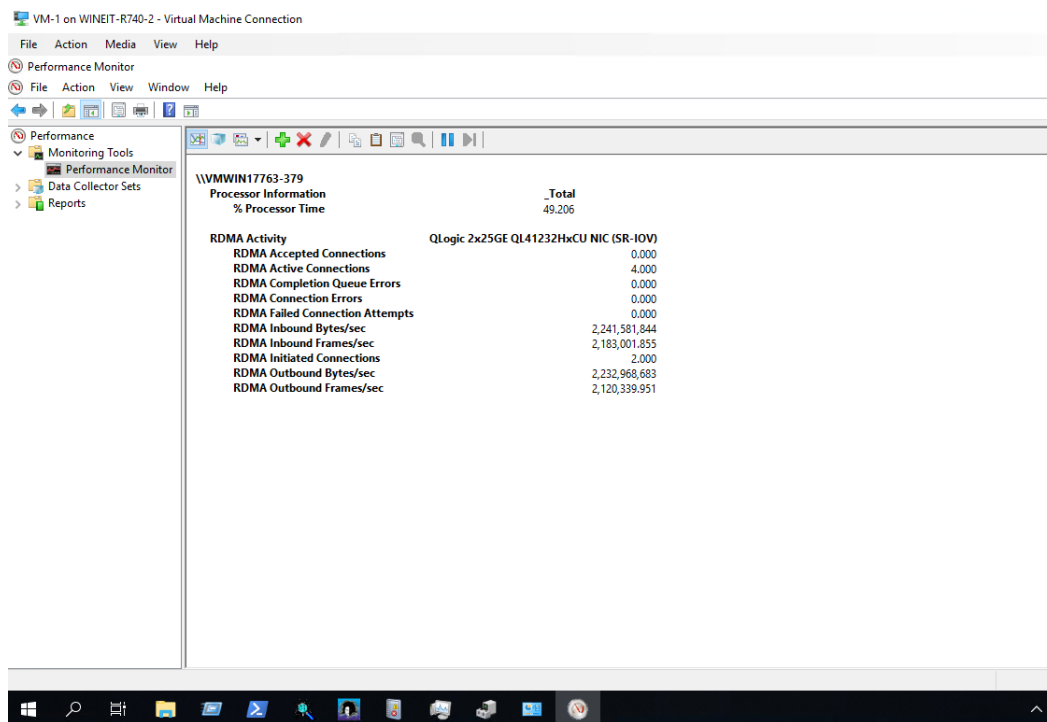 VM-1 on WINEIT-R740-2 - Virtual Machine Connection
File Action Media View Help
Performance Monitor
File Action View Window Help
Performance
Monitoring Tools
Performance Monitor
Data Collector Sets
Reports
\\VMWIN17763-379
Processor Information _Total
% Processor Time 49.206
RDMA Activity QLogic 2x25GE QL41232HxCU NIC (SR-IOV)
RDMA Accepted Connections 0.000
RDMA Active Connections 4.000
RDMA Completion Queue Errors 0.000
RDMA Connection Errors 0.000
RDMA Failed Connection Attempts 0.000
RDMA Inbound Bytes/sec 2,241,581,844
RDMA Inbound Frames/sec 2,183,001.855
RDMA Initiated Connections 2.000
RDMA Outbound Bytes/sec 2,232,968,683
RDMA Outbound Frames/sec 2,120,339.951